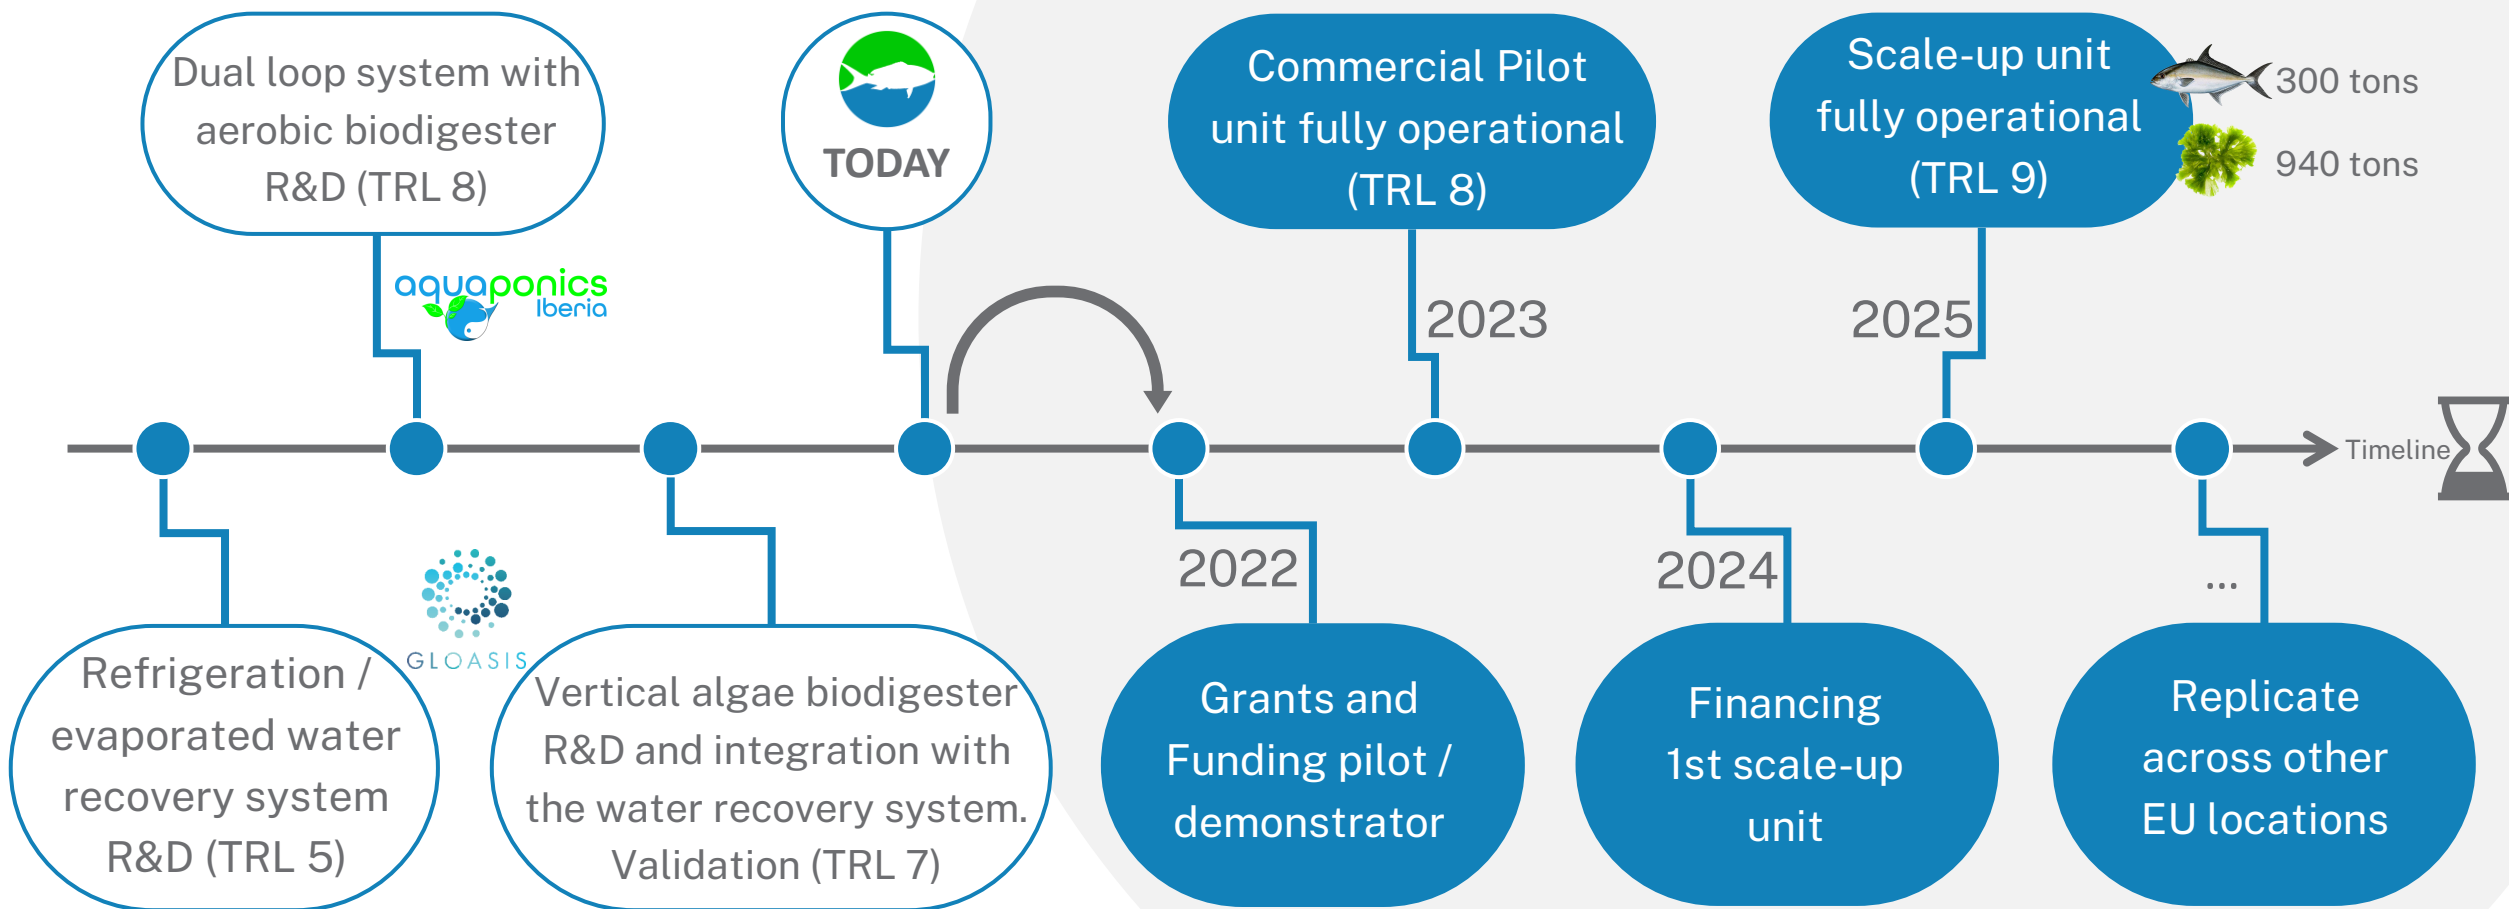 Dual loop system with
aerobic biodigester
R&D (TRL 8)
TODAY
Commercial Pilot
unit fully operational
(TRL 8)
Scale-up unit
fully operational
(TRL 9)
300 tons
940 tons
aquaponics
Iberia
2023
2025
Timeline
2022
2024
...
GLOASIS
Refrigeration /
evaporated water
recovery system
R&D (TRL 5)
Vertical algae biodigester
R&D and integration with
the water recovery system.
Validation (TRL 7)
Grants and
Funding pilot /
demonstrator
Financing
1st scale-up
unit
Replicate
across other
EU locations